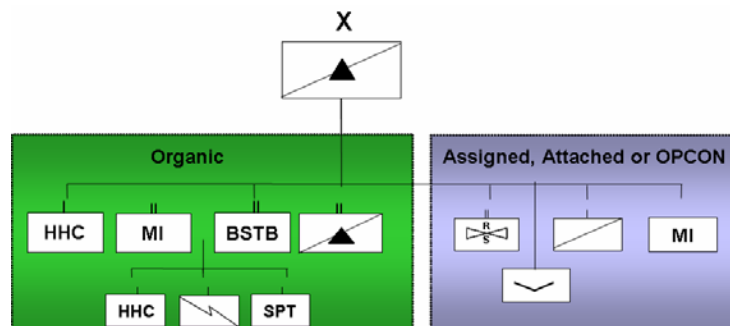 X
Organic
Assigned, Attached or OPCON
HHC
MI
BSTB
R
S
MI
HHC
SPT